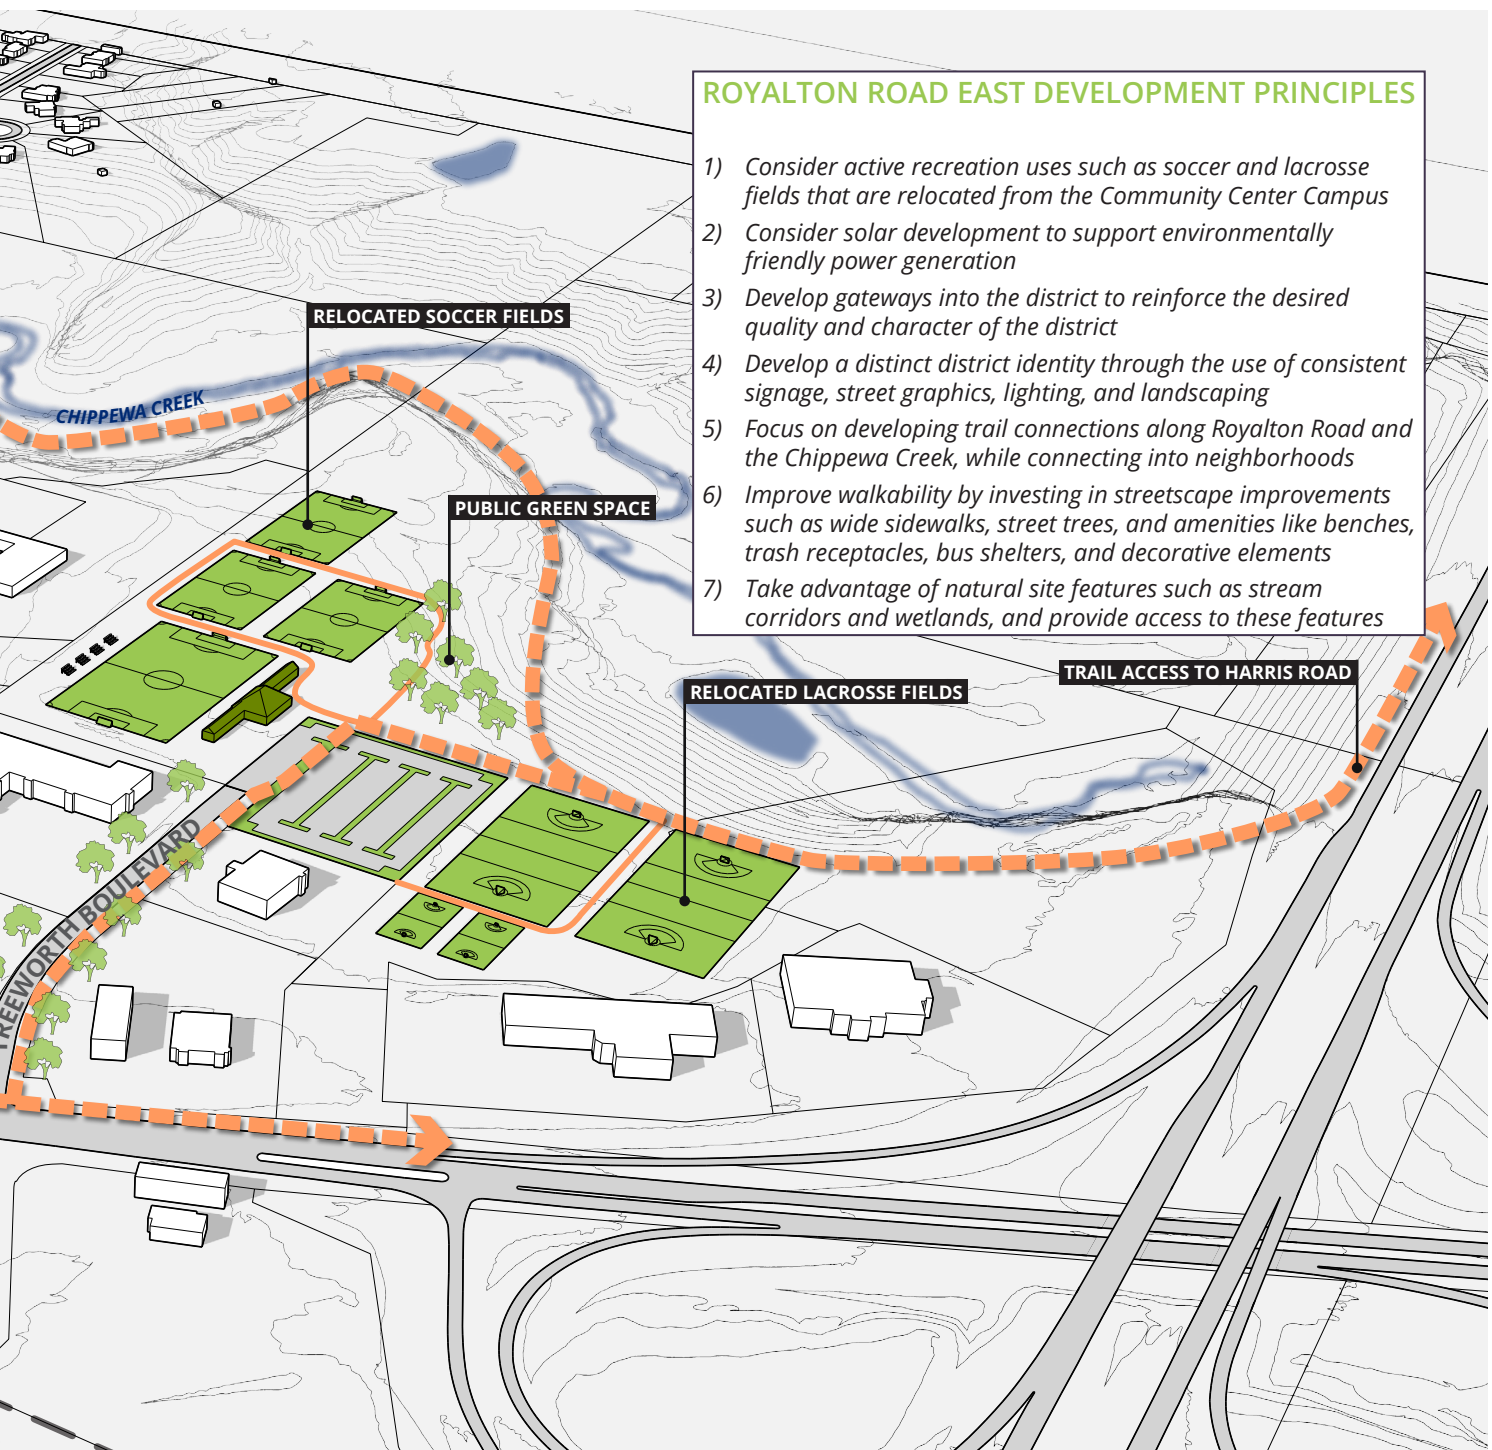 ROYALTON ROAD EAST DEVELOPMENT PRINCIPLES
1) Consider active recreation uses such as soccer and lacrosse
fields that are relocated from the Community Center Campus
2) Consider solar development to support environmentally
friendly power generation
3) Develop gateways into the district to reinforce the desired
quality and character of the district
4) Develop a distinct district identity through the use of consistent
signage, street graphics, lighting, and landscaping
5) Focus on developing trail connections along Royalton Road and
the Chippewa Creek, while connecting into neighborhoods
6) Improve walkability by investing in streetscape improvements
such as wide sidewalks, street trees, and amenities like benches,
trash receptacles, bus shelters, and decorative elements
7) Take advantage of natural site features such as stream
corridors and wetlands, and provide access to these features
RELOCATED SOCCER FIELDS
CHIPPEWA CREEK
PUBLIC GREEN SPACE
TRAIL ACCESS TO HARRIS ROAD
RELOCATED LACROSSE FIELDS
TREEWORTH BOULEVARD